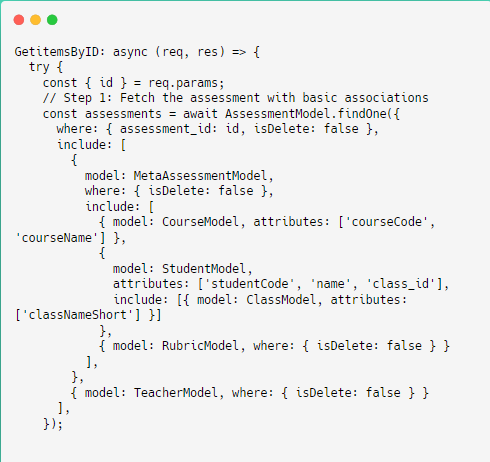 GetitemsByID: async (req, res) => {
  try {
    const { id } = req.params;
    // Step 1: Fetch the assessment with basic associations
    const assessments = await AssessmentModel.findOne({
      where: { assessment_id: id, isDelete: false },
      include: [
        {
          model: MetaAssessmentModel,
          where: { isDelete: false },
          include: [
            { model: CourseModel, attributes: ['courseCode',
'courseName'] },
            {
              model: StudentModel,
              attributes: ['studentCode', 'name', 'class_id'],
              include: [{ model: ClassModel, attributes:
['classNameShort'] }]
            },
            { model: RubricModel, where: { isDelete: false } }
          ],
        },
        { model: TeacherModel, where: { isDelete: false } }
      ],
    });